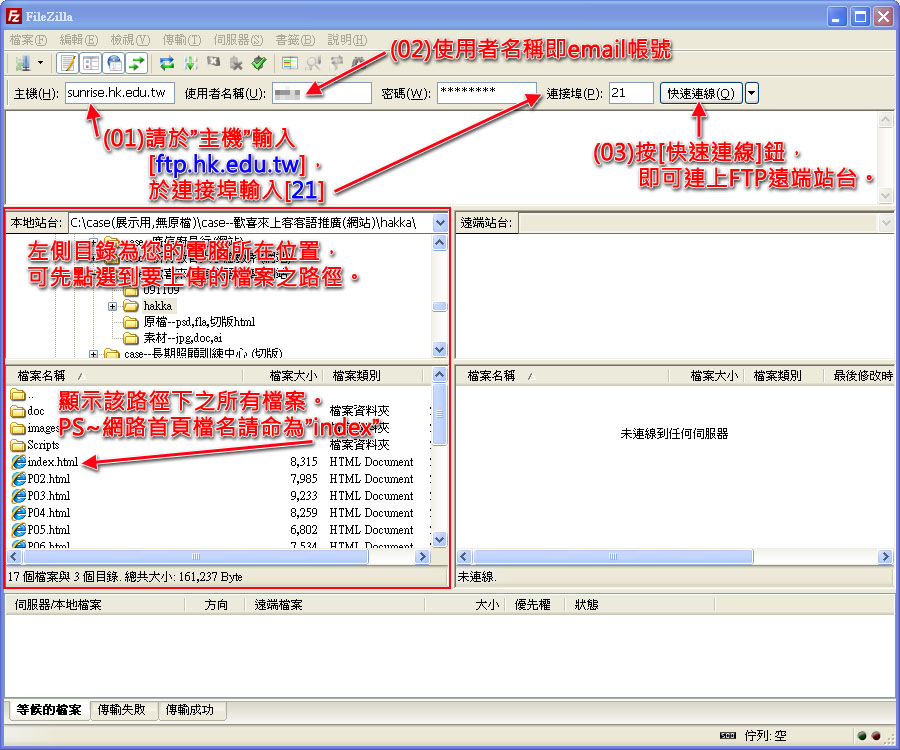 FileZilla
檔案(F) 編輯(E) 檢視(V) 傳輸(T) 伺服器(S) 書籤(B) 說明(H)
(02)使用者名稱即email帳號
主機(H): sunrise.hk.edu.tw 使用者名稱(U): 密碼(W): ******** 連接埠(P): 21 快速連線(Q)
(01)請於"主機"輸入
[ftp.hk.edu.tw],
於連接埠輸入[21]
(03)按[快速連線]鈕,
即可連上FTP遠端站台。
本地站台: C:\case(展示用,無原檔)\case--歡喜來上客客語推廣(網站)\hakka\
遠端站台:
左側目錄為您的電腦所在位置,
可先點選到要上傳的檔案之路徑。
091109
hakka
原檔--psd,fla,切版html
素材--jpg,doc,ai
case--長期照顧訓練中心 (切版)
檔案名稱 / 檔案大小 檔案類別
檔案名稱 / 檔案大小 檔案類別 最後修改時
..
顯示該路徑下之所有檔案。
PS~網路首頁檔名請命為"index"
doc 檔案資料夾
images
Scripts 檔案資料夾
index.html 8,315 HTML Document
P02.html 7,985 HTML Document
P03.html 9,233 HTML Document
P04.html 8,259 HTML Document
P05.html 6,802 HTML Document
P06.html 7,534 HTML Document
未連線到任何伺服器
17 個檔案與 3 個目錄. 總共大小: 161,237 Byte
未連線.
伺服器/本地檔案 方向 遠端檔案 大小 優先權 狀態
等候的檔案 傳輸失敗 傳輸成功
佇列: 空